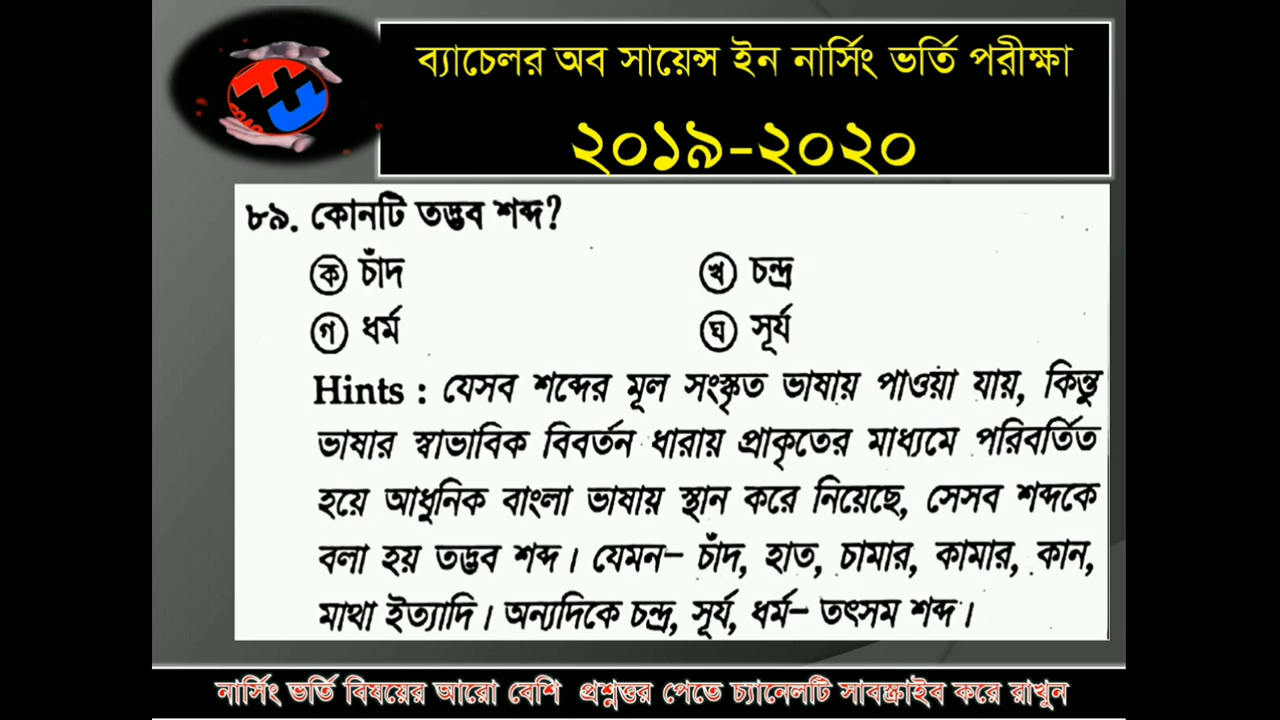 ব্যাচেলর অব সায়েন্স ইন নার্সিং ভর্তি পরীক্ষা
২০১৯-২০২০
৮৯. কোনটি তদ্ভব শব্দ?
ক চাঁদ খ চন্দ্র
গ ধর্ম ঘ সূর্য
Hints : যেসব শব্দের মূল সংস্কৃত ভাষায় পাওয়া যায়, কিন্তু
ভাষার স্বাভাবিক বিবর্তন ধারায় প্রাকৃতের মাধ্যমে পরিবর্তিত
হয়ে আধুনিক বাংলা ভাষায় স্থান করে নিয়েছে, সেসব শব্দকে
বলা হয় তদ্ভব শব্দ। যেমন– চাঁদ, হাত, চামার, কামার, কান,
মাথা ইত্যাদি। অন্যদিকে চন্দ্র, সূর্য, ধর্ম– তৎসম শব্দ।
নার্সিং ভর্তি বিষয়ের আরো বেশি প্রশ্নত্তর পেতে চ্যানেলটি সাবস্ক্রাইব করে রাখুন